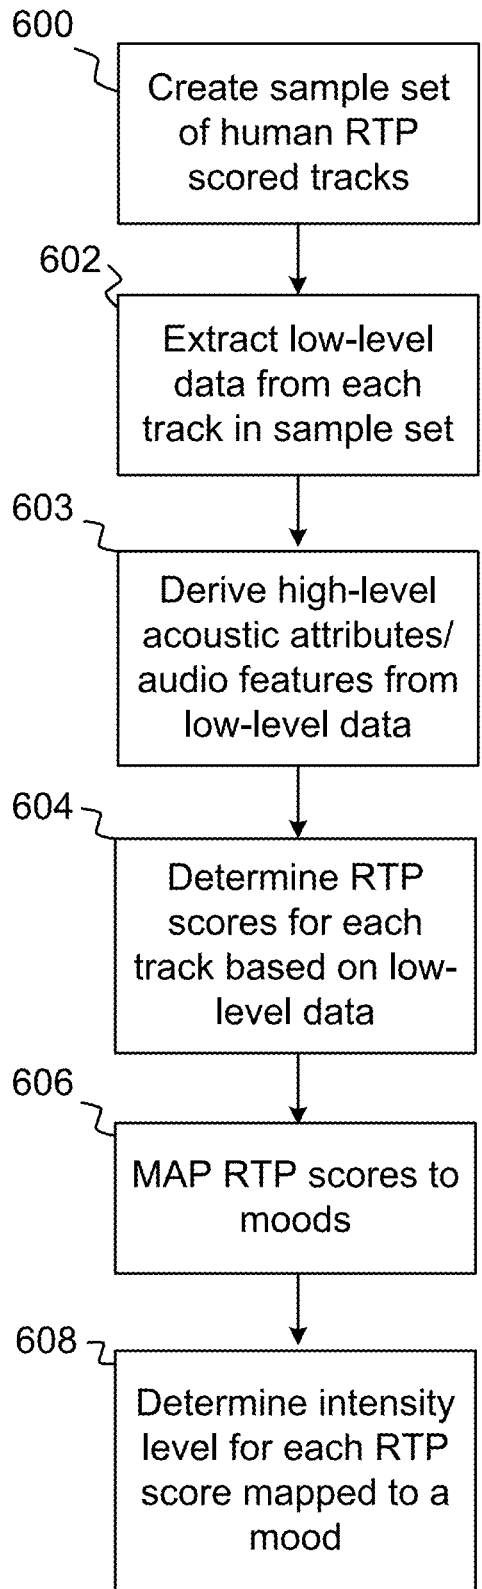 600
Create sample set
of human RTP
scored tracks
602
Extract low-level
data from each
track in sample set
603
Derive high-level
acoustic attributes/
audio features from
low-level data
604
Determine RTP
scores for each
track based on low-
level data
606
MAP RTP scores to
moods
608
Determine intensity
level for each RTP
score mapped to a
mood